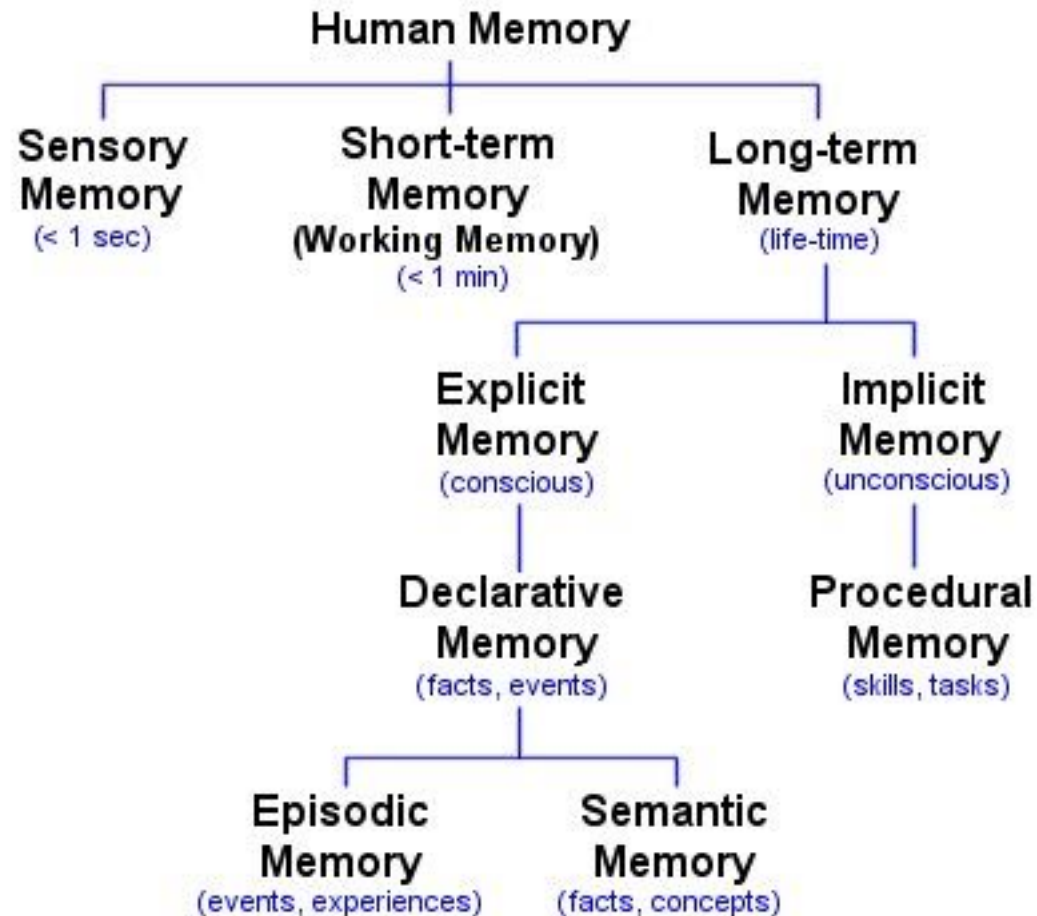 Human Memory
Sensory
Memory
(< 1 sec)
Short-term
Memory
(Working Memory)
(< 1 min)
Long-term
Memory
(life-time)
Explicit
Memory
(conscious)
Implicit
Memory
(unconscious)
Declarative
Memory
(facts, events)
Procedural
Memory
(skills, tasks)
Episodic
Memory
(events, experiences)
Semantic
Memory
(facts, concepts)